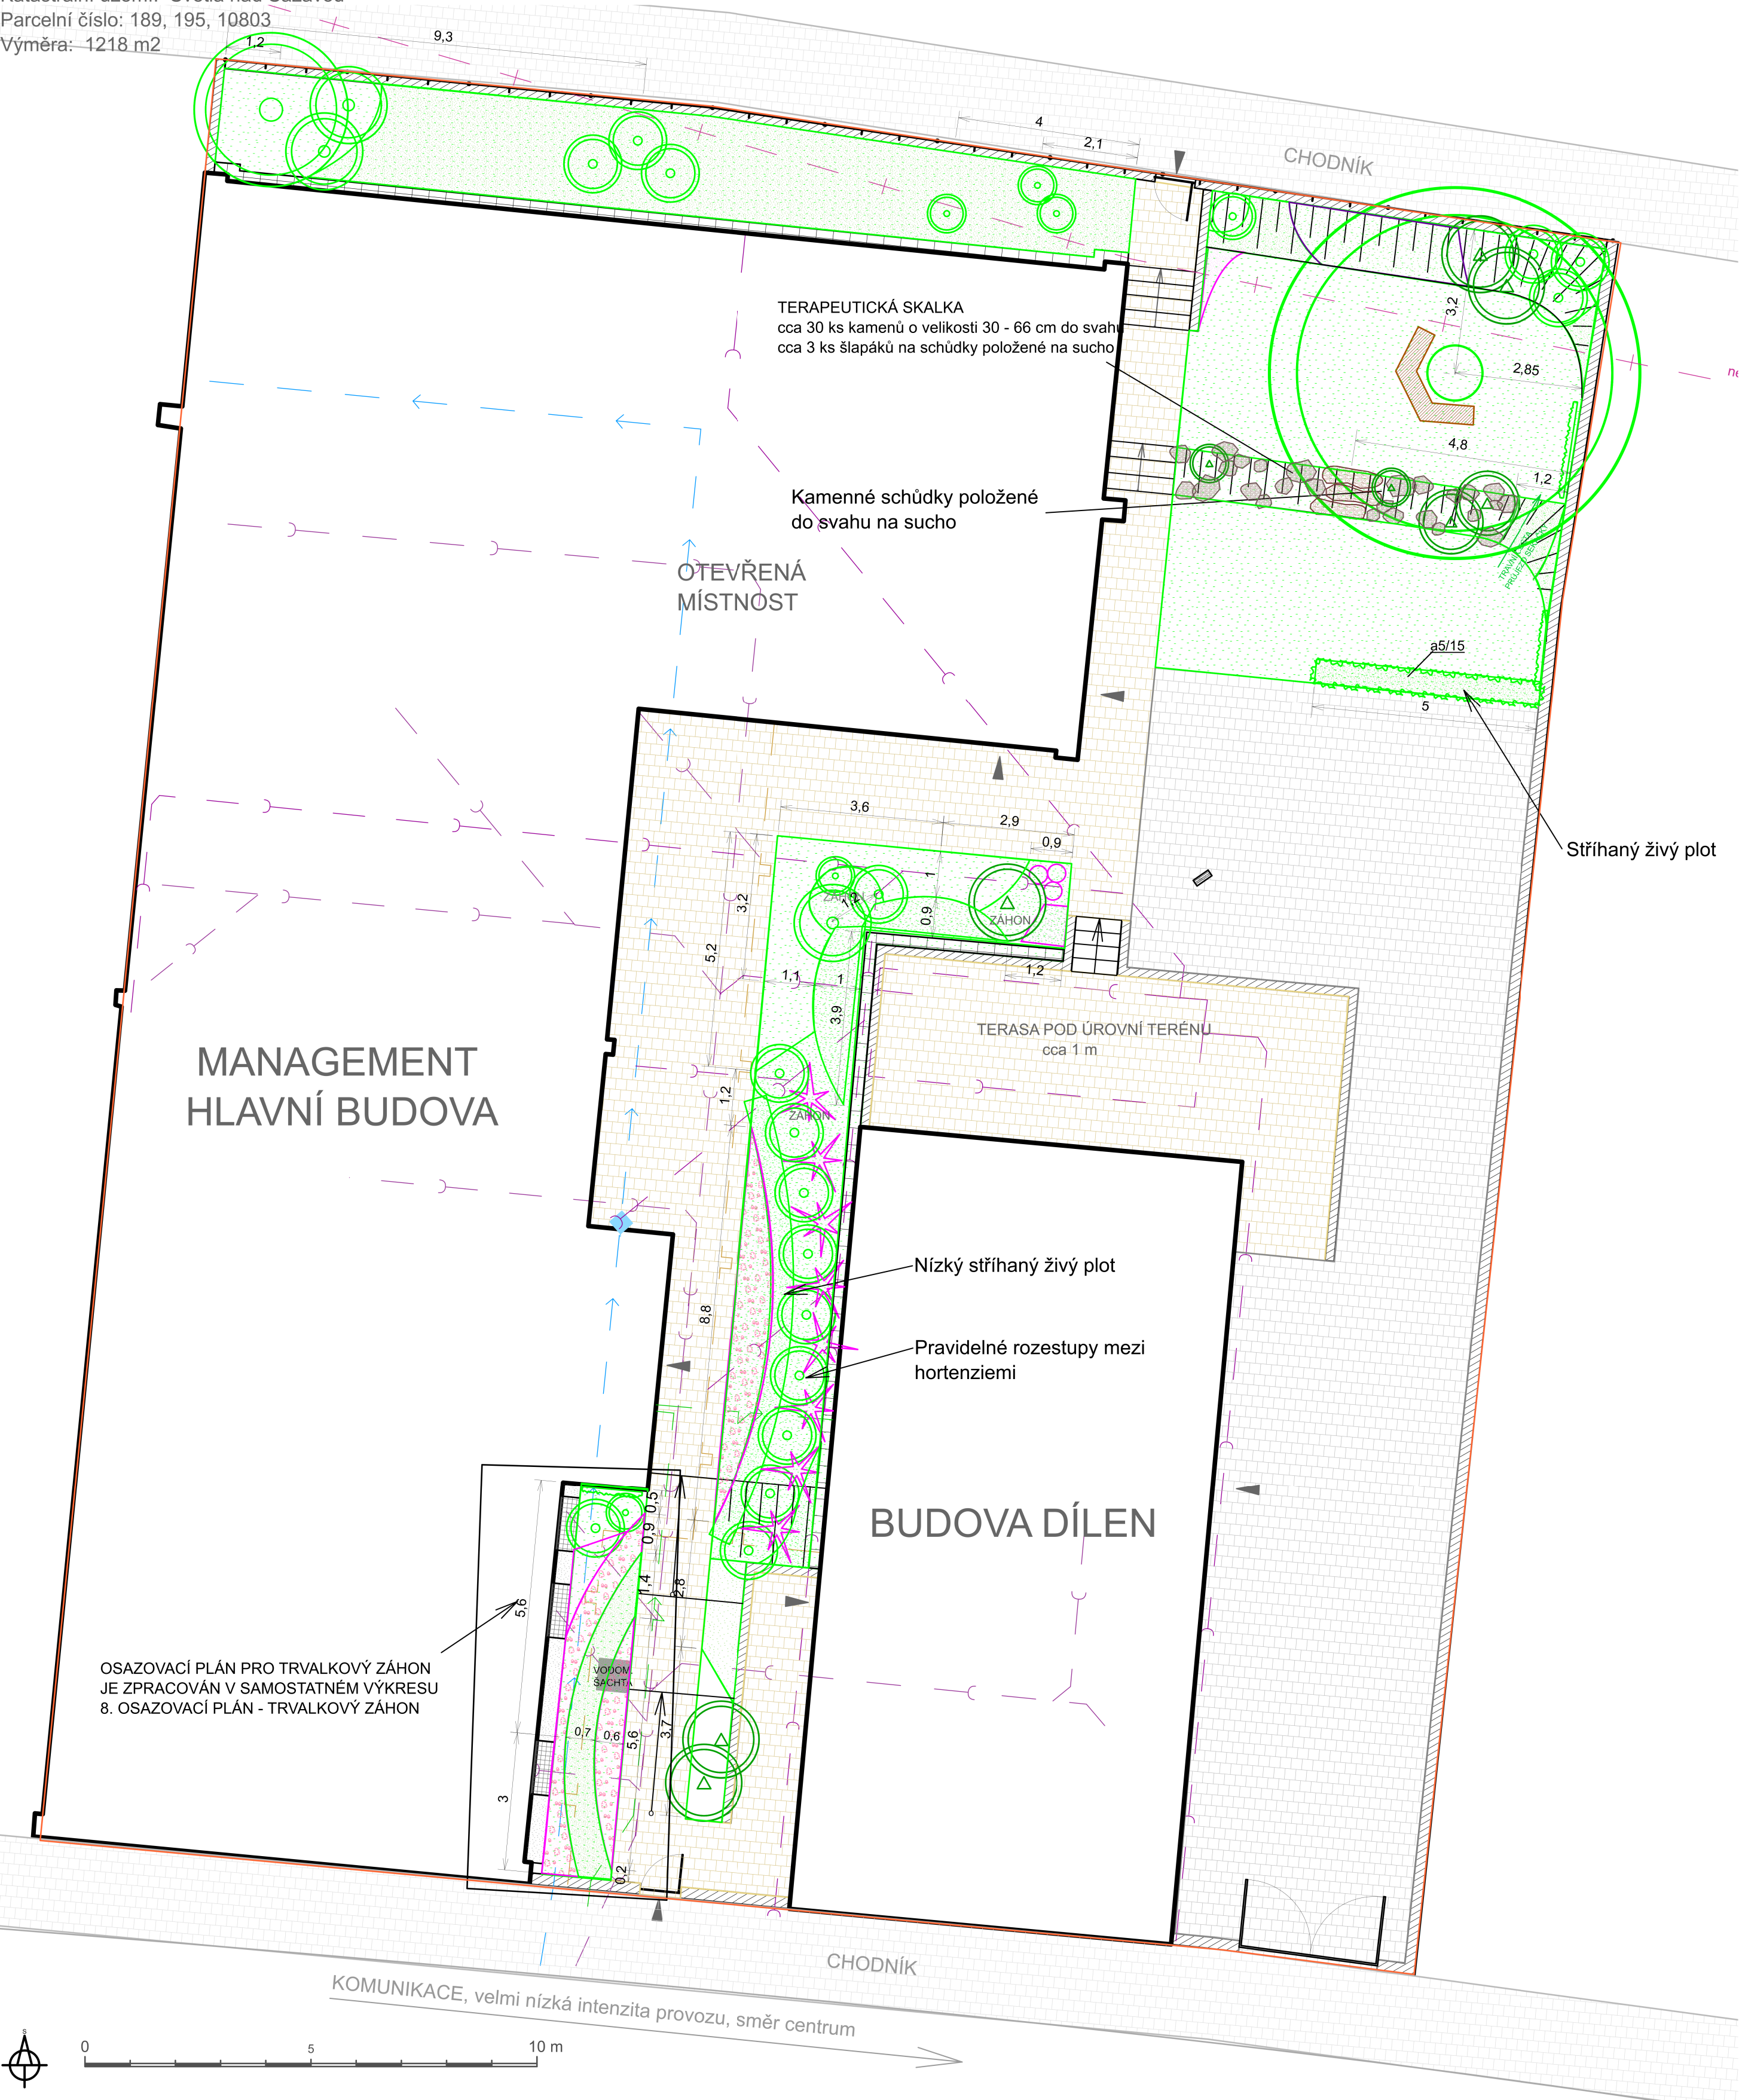 Parcelní číslo: 189, 195, 10803
Výměra: 1218 m2
1,2
9,3
4
2,1
CHODNÍK
TERAPEUTICKÁ SKALKA
cca 30 ks kamenů o velikosti 30 - 66 cm do svahu
cca 3 ks šlapáků na schůdky položené na sucho
3,2
2,85
4,8
1,2
Kamenné schůdky položené
do svahu na sucho
OTEVŘENÁ
MÍSTNOST
a5/15
5
Stříhaný živý plot
3,6
2,9
0,9
3,2
5,2
1
0,9
1,2
ZÁHON
ZÁHON
1,1
1
3,9
1,2
TERASA POD ÚROVNÍ TERÉNU
cca 1 m
MANAGEMENT
HLAVNÍ BUDOVA
1,2
ZÁHON
8,8
Nízký stříhaný živý plot
Pravidelné rozestupy mezi
hortenziemi
BUDOVA DÍLEN
0,5
0,9
1,4
2,8
5,6
OSAZOVACÍ PLÁN PRO TRVALKOVÝ ZÁHON
JE ZPRACOVÁN V SAMOSTATNÉM VÝKRESU
8. OSAZOVACÍ PLÁN - TRVALKOVÝ ZÁHON
VODOM.
ŠACHTA
0,7
0,6
5,6
3,7
3
0,2
CHODNÍK
KOMUNIKACE, velmi nízká intenzita provozu, směr centrum
S
0
5
10 m